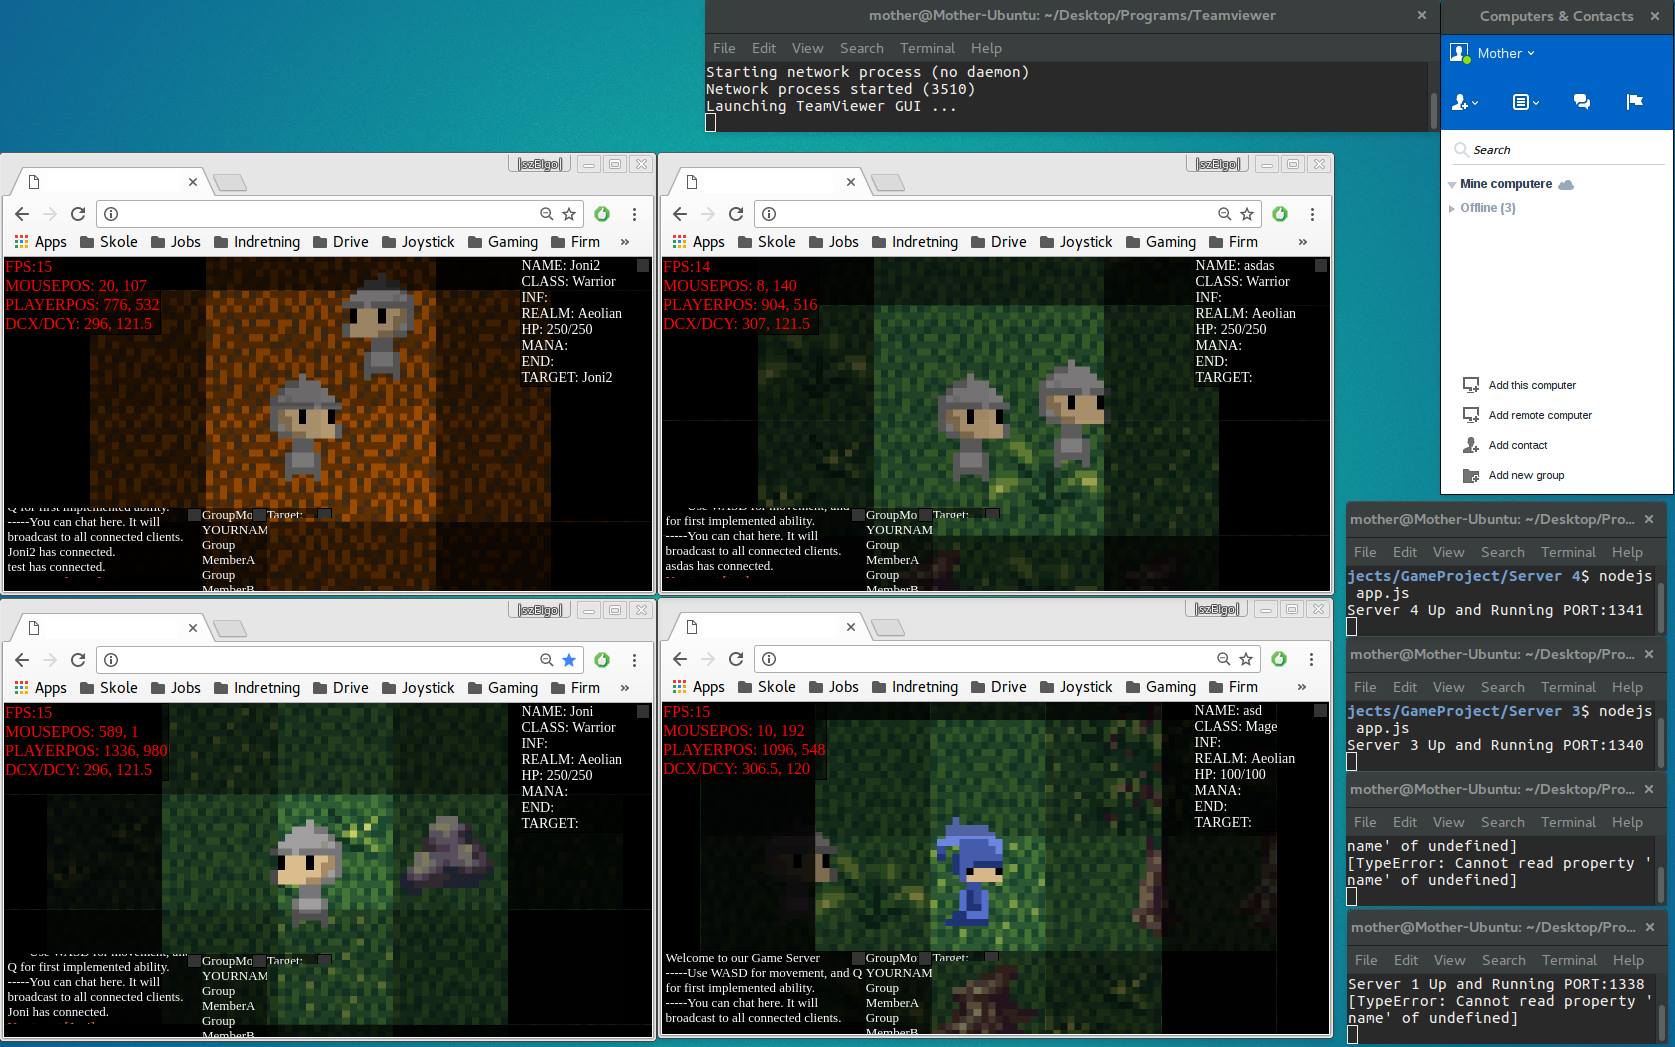 mother@Mother-Ubuntu: ~/Desktop/Programs/Teamviewer
File Edit View Search Terminal Help
Starting network process (no daemon)
Network process started (3510)
Launching TeamViewer GUI ...
Computers & Contacts
Mother
Search
Mine computere
Offline (3)
Add this computer
Add remote computer
Add contact
Add new group
|szElgo|
Apps Skole Jobs Indretning Drive Joystick Gaming Firm »
FPS:15
MOUSEPOS: 20, 107
PLAYERPOS: 776, 532
DCX/DCY: 296, 121.5
NAME: Joni2
CLASS: Warrior
INF:
REALM: Aeolian
HP: 250/250
MANA:
END:
TARGET: Joni2
Q for first implemented ability.
-----You can chat here. It will
broadcast to all connected clients.
Joni2 has connected.
test has connected.
GroupMo Target:
YOURNAM
Group
MemberA
Group
MemberB
|szElgo|
Apps Skole Jobs Indretning Drive Joystick Gaming Firm »
FPS:14
MOUSEPOS: 8, 140
PLAYERPOS: 904, 516
DCX/DCY: 307, 121.5
NAME: asdas
CLASS: Warrior
INF:
REALM: Aeolian
HP: 250/250
MANA:
END:
TARGET:
-----Use WASD for movement, and
for first implemented ability.
-----You can chat here. It will
broadcast to all connected clients.
asdas has connected.
GroupMo Target:
YOURNAM
Group
MemberA
Group
MemberB
|szElgo|
Apps Skole Jobs Indretning Drive Joystick Gaming Firm »
FPS:15
MOUSEPOS: 589, 1
PLAYERPOS: 1336, 980
DCX/DCY: 296, 121.5
NAME: Joni
CLASS: Warrior
INF:
REALM: Aeolian
HP: 250/250
MANA:
END:
TARGET:
Use WASD for movement, an
Q for first implemented ability.
-----You can chat here. It will
broadcast to all connected clients.
Joni has connected.
GroupMo Target:
YOURNAM
Group
MemberA
Group
MemberB
|szElgo|
Apps Skole Jobs Indretning Drive Joystick Gaming Firm »
FPS:15
MOUSEPOS: 10, 192
PLAYERPOS: 1096, 548
DCX/DCY: 306.5, 120
NAME: asd
CLASS: Mage
INF:
REALM: Aeolian
HP: 100/100
MANA:
END:
TARGET:
Welcome to our Game Server
-----Use WASD for movement, and Q
for first implemented ability.
-----You can chat here. It will
broadcast to all connected clients.
GroupMo Target:
YOURNAM
Group
MemberA
Group
MemberB
mother@Mother-Ubuntu: ~/Desktop/Pro...
File Edit View Search Terminal Help
jects/GameProject/Server 4$ nodejs
app.js
Server 4 Up and Running PORT:1341
mother@Mother-Ubuntu: ~/Desktop/Pro...
File Edit View Search Terminal Help
jects/GameProject/Server 3$ nodejs
app.js
Server 3 Up and Running PORT:1340
mother@Mother-Ubuntu: ~/Desktop/Pro...
File Edit View Search Terminal Help
name' of undefined]
[TypeError: Cannot read property '
name' of undefined]
mother@Mother-Ubuntu: ~/Desktop/Pro...
File Edit View Search Terminal Help
Server 1 Up and Running PORT:1338
[TypeError: Cannot read property '
name' of undefined]